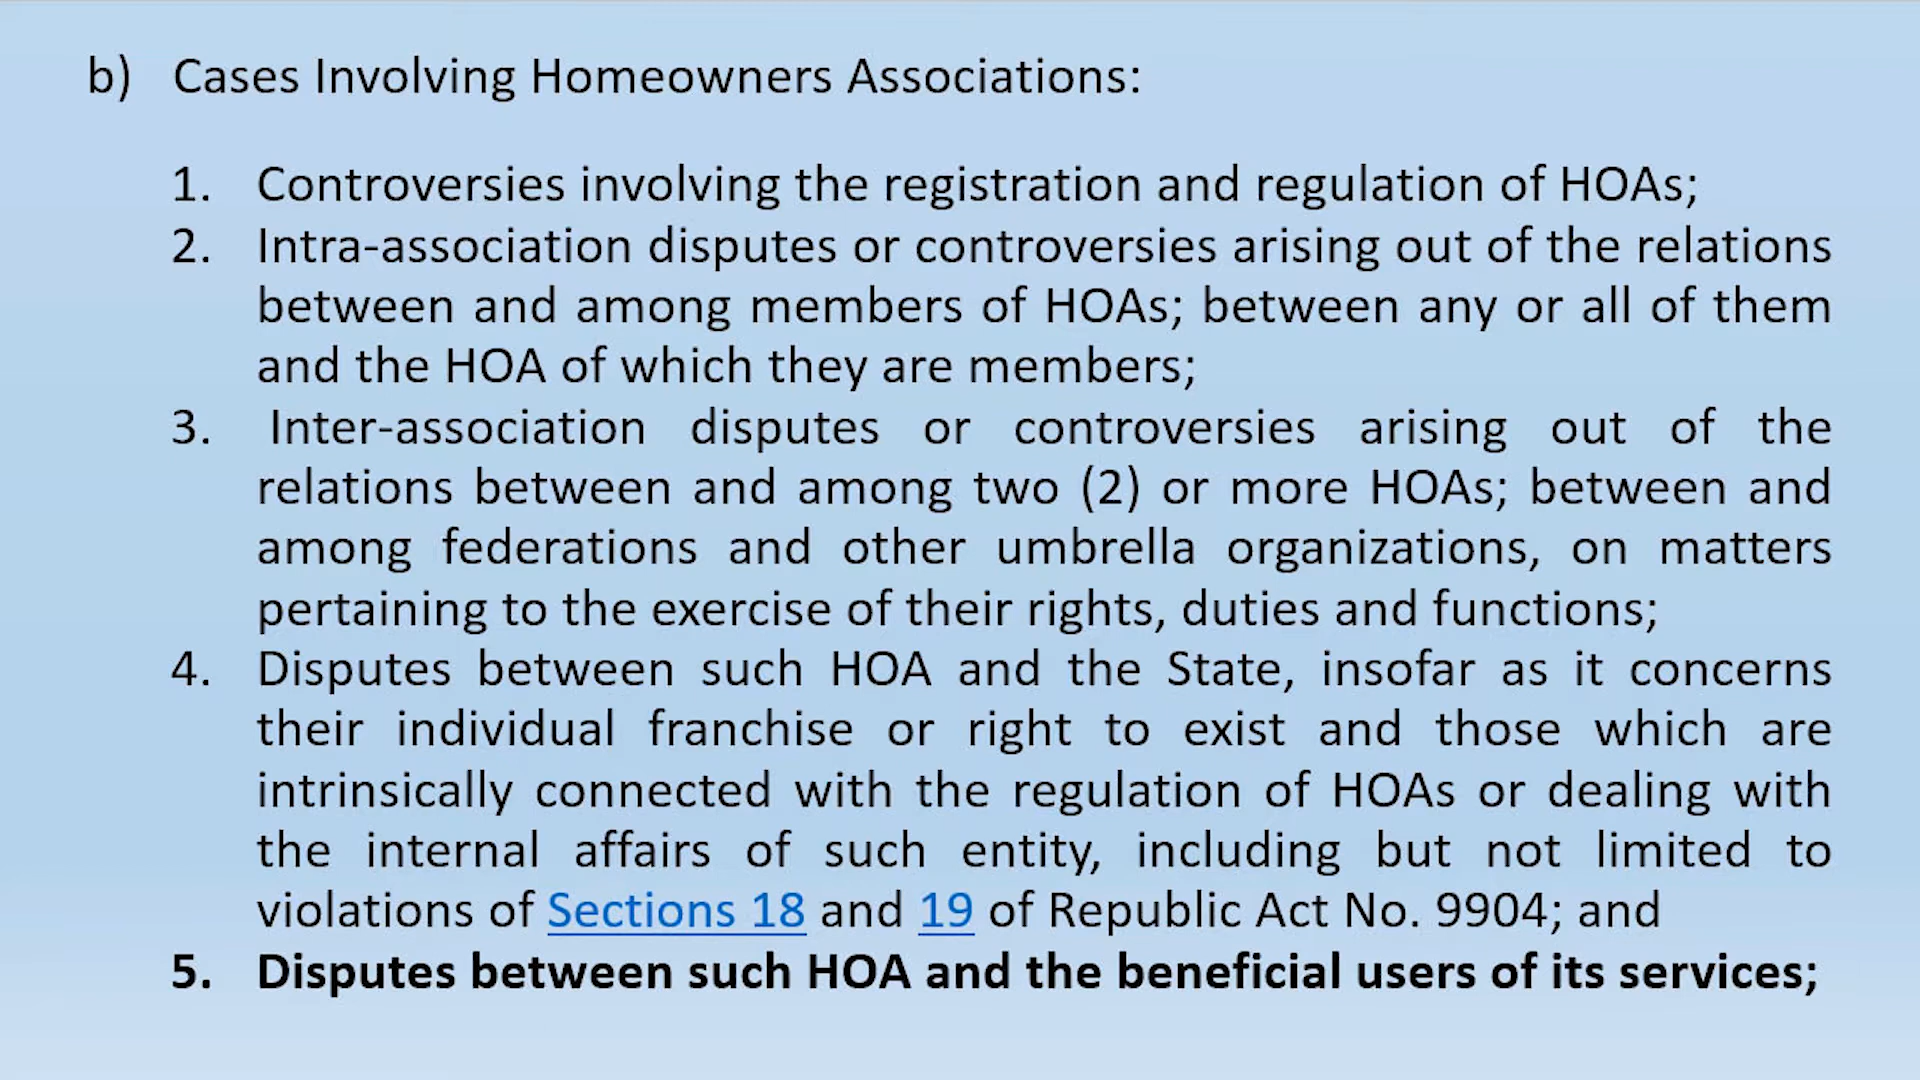 b) Cases Involving Homeowners Associations:
1. Controversies involving the registration and regulation of HOAs;
2. Intra-association disputes or controversies arising out of the relations
between and among members of HOAs; between any or all of them
and the HOA of which they are members;
3. Inter-association disputes or controversies arising out of the
relations between and among two (2) or more HOAs; between and
among federations and other umbrella organizations, on matters
pertaining to the exercise of their rights, duties and functions;
4. Disputes between such HOA and the State, insofar as it concerns
their individual franchise or right to exist and those which are
intrinsically connected with the regulation of HOAs or dealing with
the internal affairs of such entity, including but not limited to
violations of Sections 18 and 19 of Republic Act No. 9904; and
5. Disputes between such HOA and the beneficial users of its services;